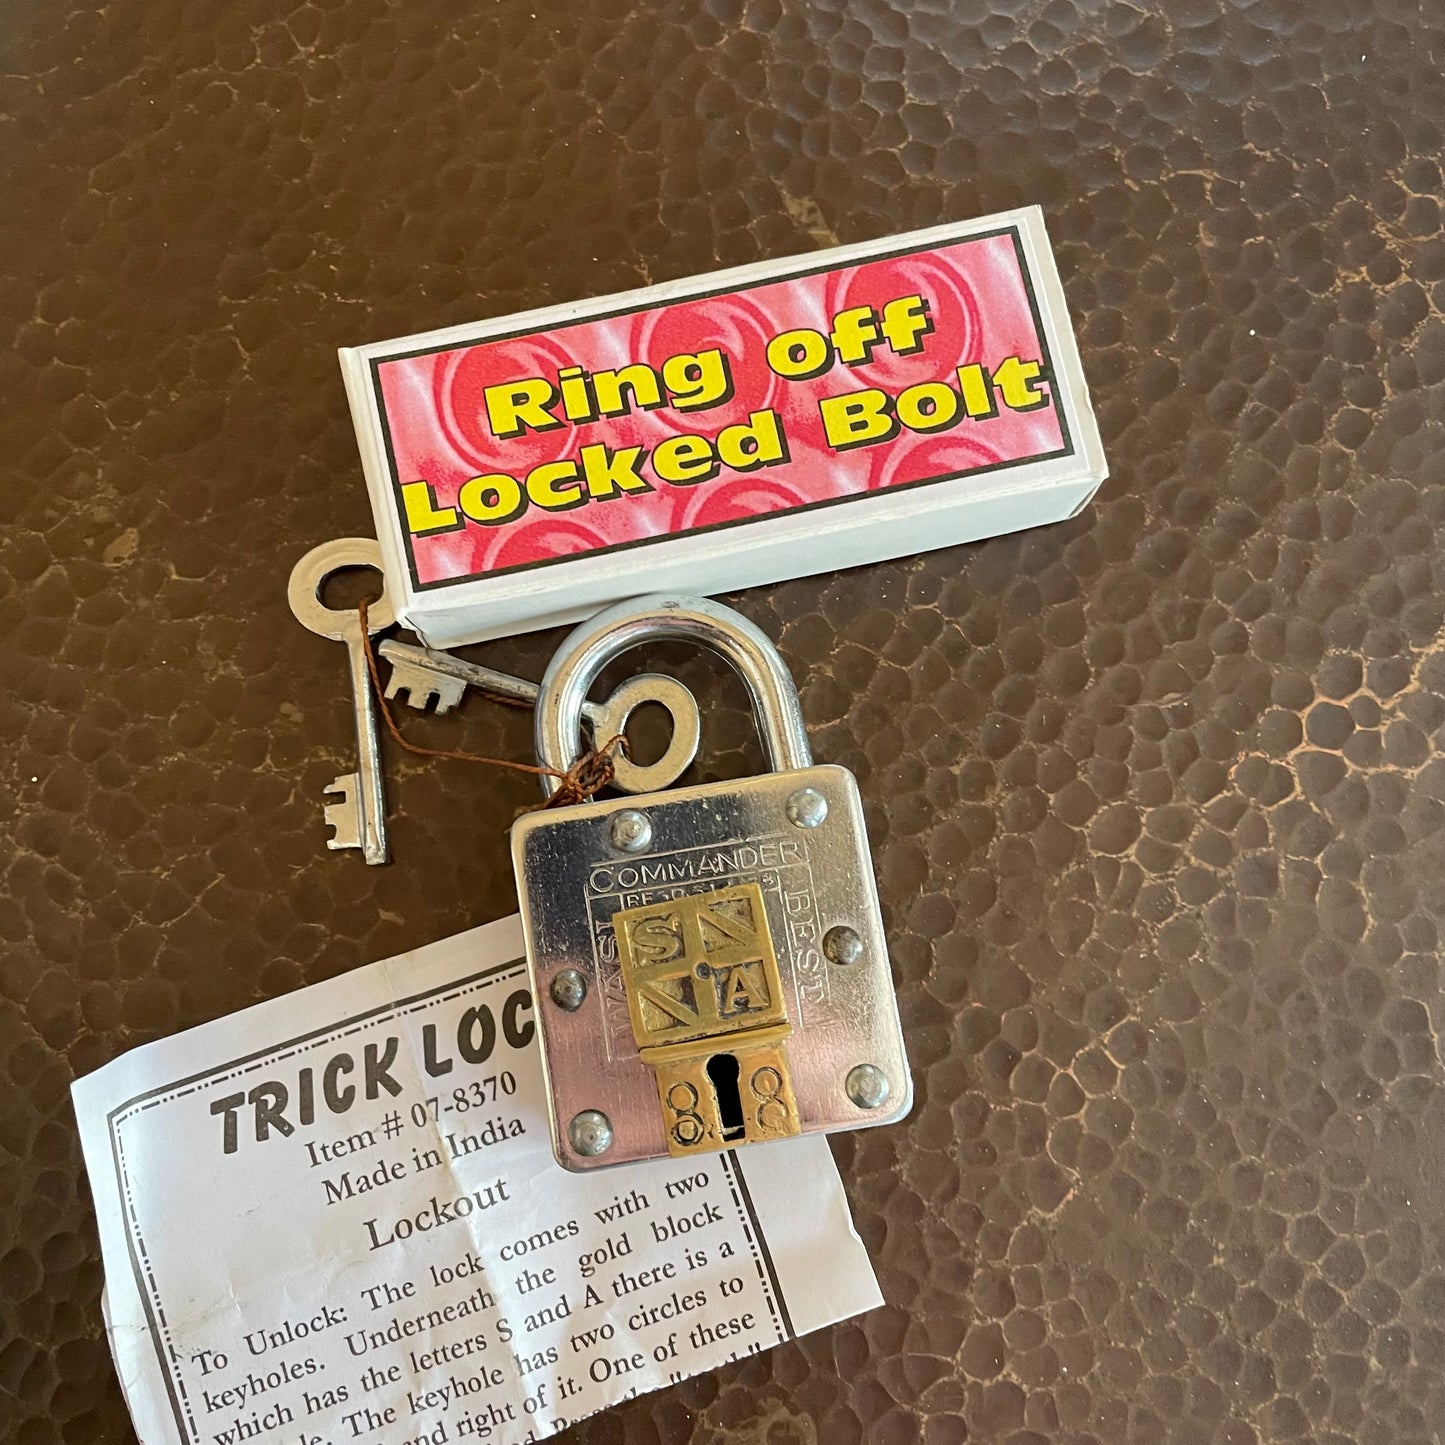 Ring off
Locked Bolt
COMMANDER
BEST
S
A
8 8
TRICK LOC
Item # 07-8370
Made in India
Lockout
To Unlock: The lock comes with two
keyholes. Underneath the gold block
which has the letters S and A there is a
The keyhole has two circles to
and right of it. One of these